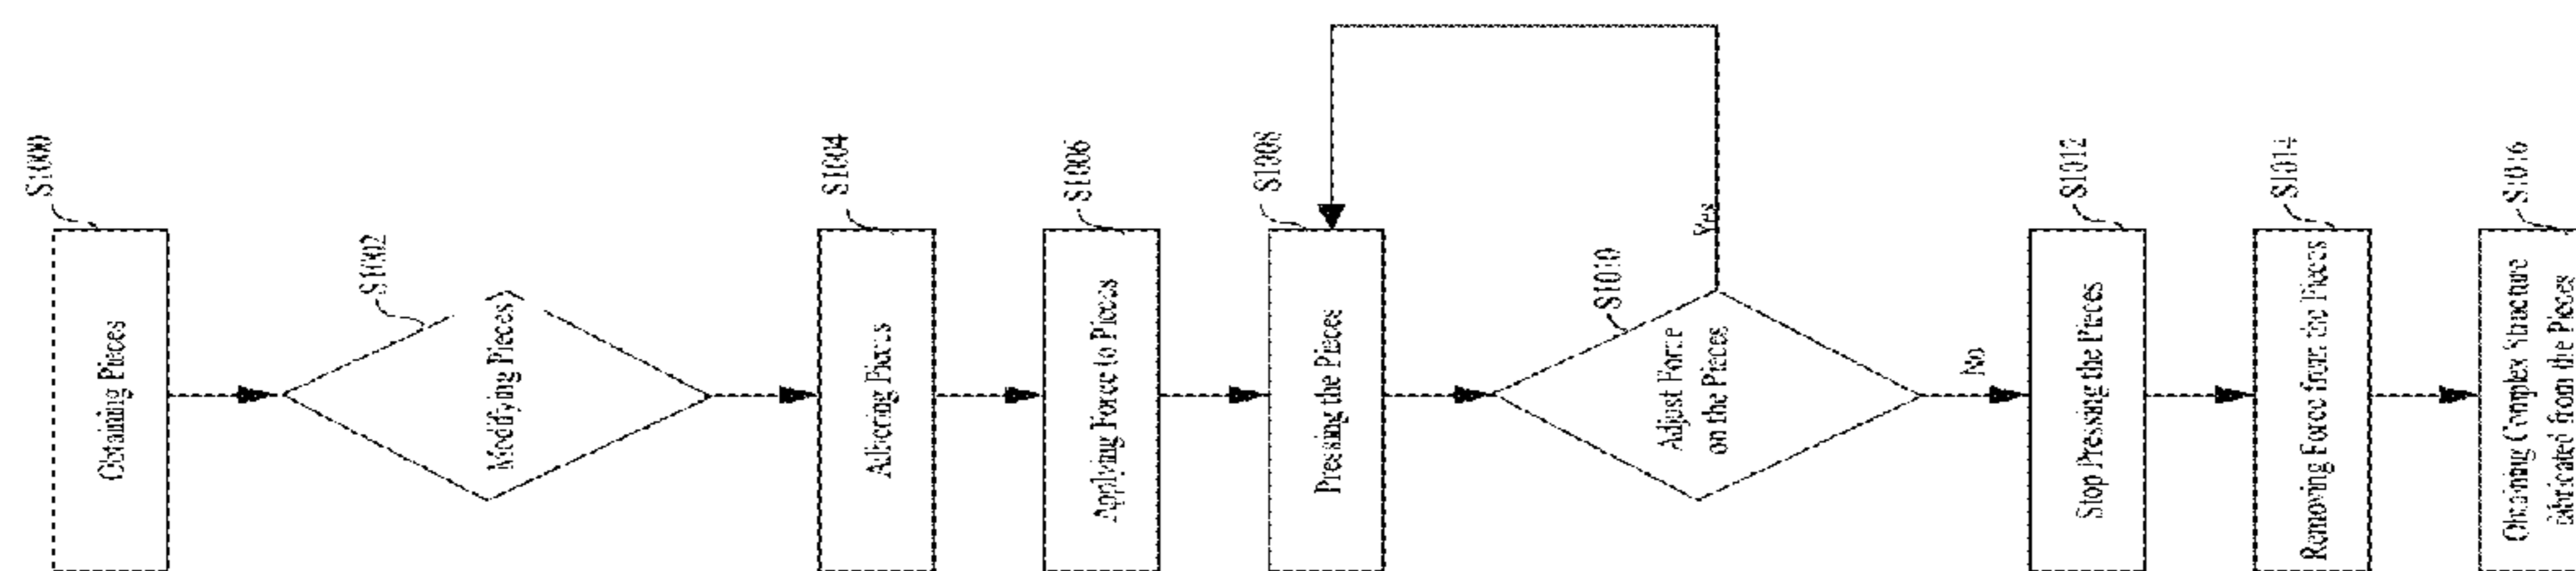 S1000
Obtaining Pieces
S1002
Modifying Pieces
S1004
Adhering Pieces
S1006
Applying Force to Pieces
S1008
Pressing the Pieces
S1010
Adjust Force
on the Pieces
Yes
No
S1012
Stop Pressing the Pieces
S1014
Removing Force from the Pieces
S1016
Obtaining Complex Structure
fabricated from the Pieces